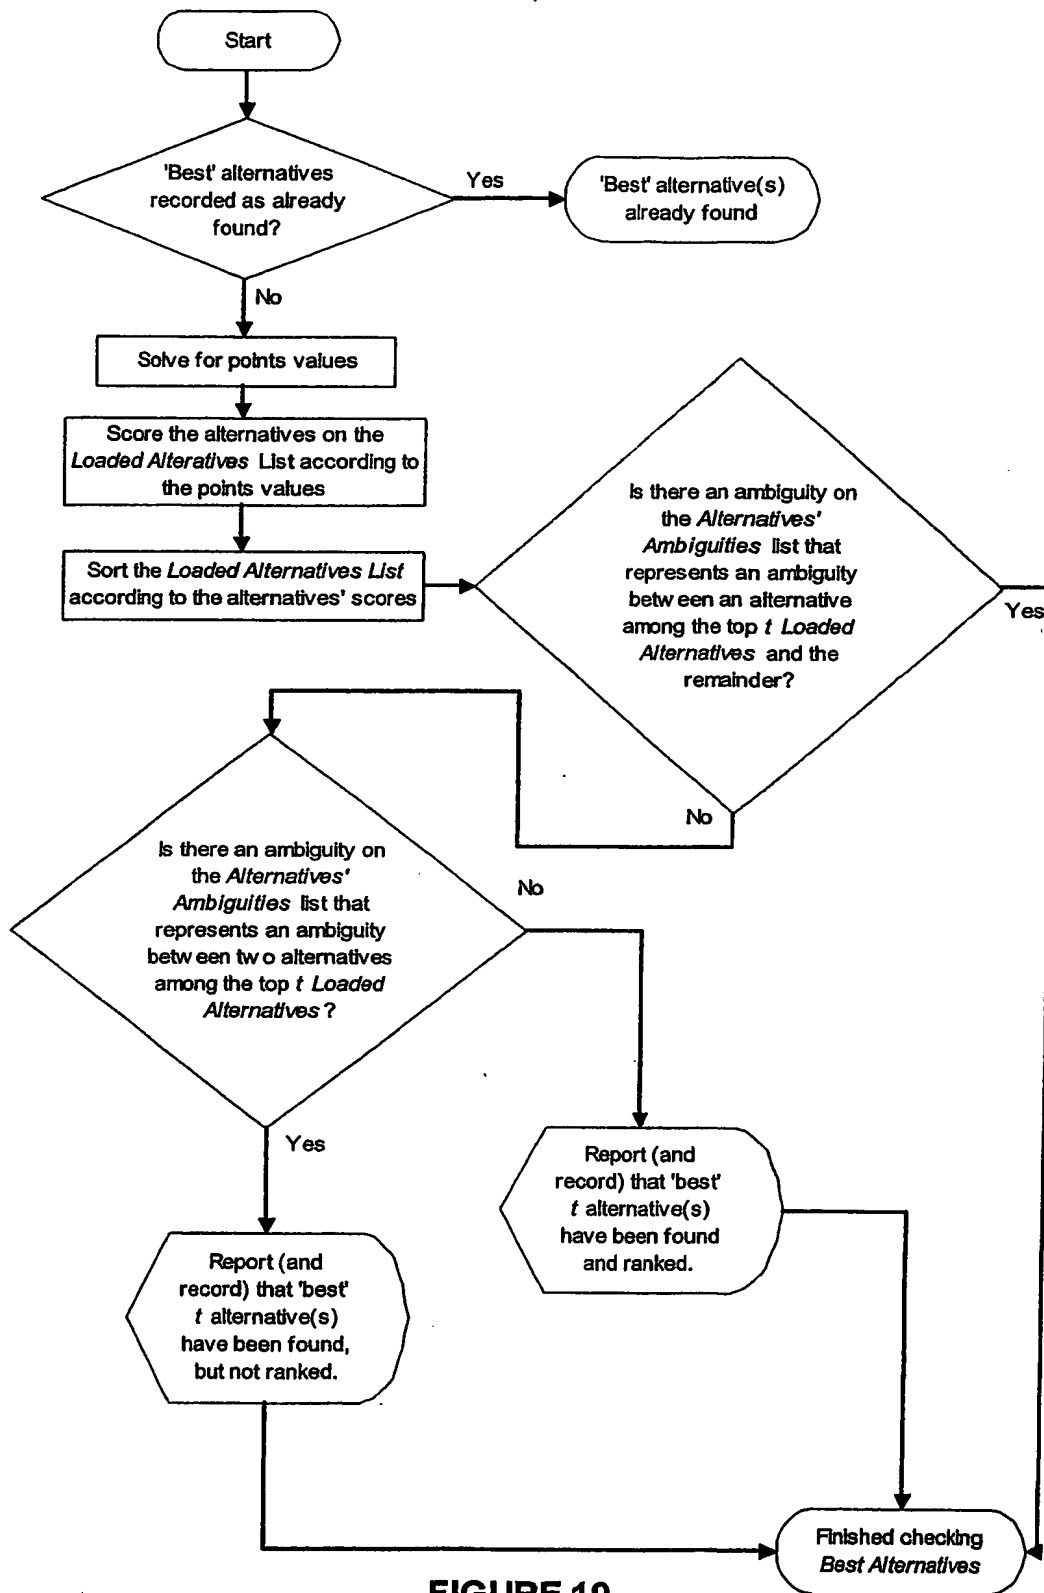 Start
'Best' alternatives
recorded as already
found?
Yes
'Best' alternative(s)
already found
No
Solve for points values
Score the alternatives on the
Loaded Alteratives List according to
the points values
Sort the Loaded Alternatives List
according to the alternatives' scores
Is there an ambiguity on
the Alternatives'
Ambiguities list that
represents an ambiguity
between an alternative
among the top t Loaded
Alternatives and the
remainder?
Yes
No
Is there an ambiguity on
the Alternatives'
Ambiguities list that
represents an ambiguity
between two alternatives
among the top t Loaded
Alternatives?
No
Yes
Report (and
record) that 'best'
t alternative(s)
have been found
and ranked.
Report (and
record) that 'best'
t alternative(s)
have been found,
but not ranked.
Finished checking
Best Alternatives